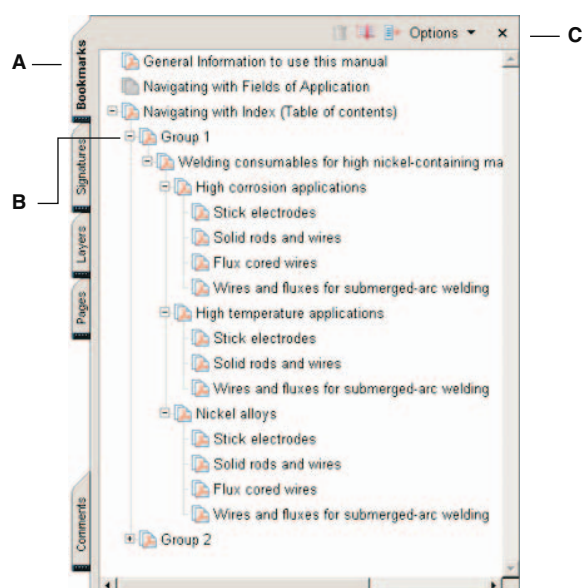 Options
C
A
Bookmarks
General Information to use this manual
Navigating with Fields of Application
Navigating with Index (Table of contents)
Group 1
B
Signatures
Welding consumables for high nickel-containing ma
High corrosion applications
Stick electrodes
Solid rods and wires
Layers
Flux cored wires
Wires and fluxes for submerged-arc welding
Pages
High temperature applications
Stick electrodes
Solid rods and wires
Wires and fluxes for submerged-arc welding
Nickel alloys
Stick electrodes
Solid rods and wires
Flux cored wires
Comments
Wires and fluxes for submerged-arc welding
Group 2